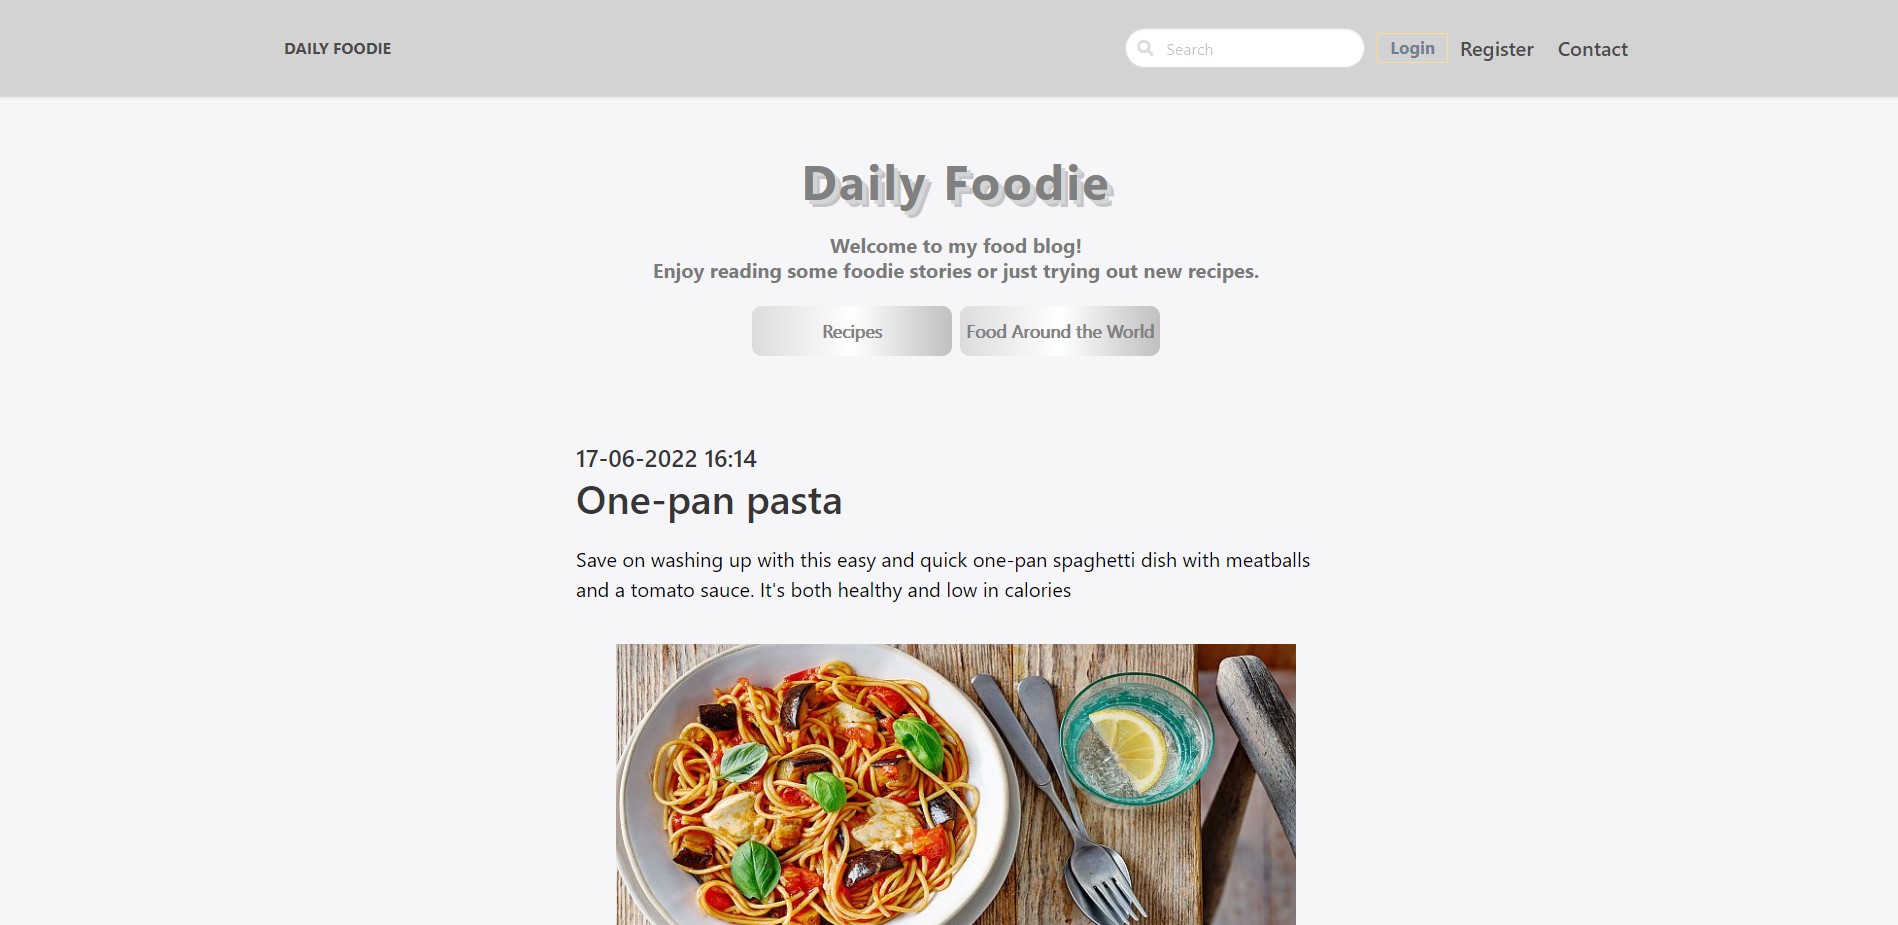 DAILY FOODIE
Search
Login
Register
Contact
Daily Foodie
Welcome to my food blog!
Enjoy reading some foodie stories or just trying out new recipes.
Recipes
Food Around the World
17-06-2022 16:14
One-pan pasta
Save on washing up with this easy and quick one-pan spaghetti dish with meatballs
and a tomato sauce. It's both healthy and low in calories